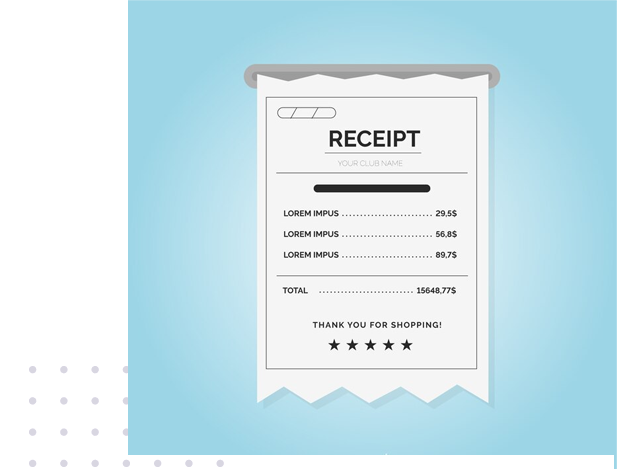 RECEIPT
YOUR CLUB NAME
LOREM IMPUS ........................ 29,5$
LOREM IMPUS ........................ 56,8$
LOREM IMPUS ........................ 89,7$
TOTAL ......................... 15648,77$
THANK YOU FOR SHOPPING!